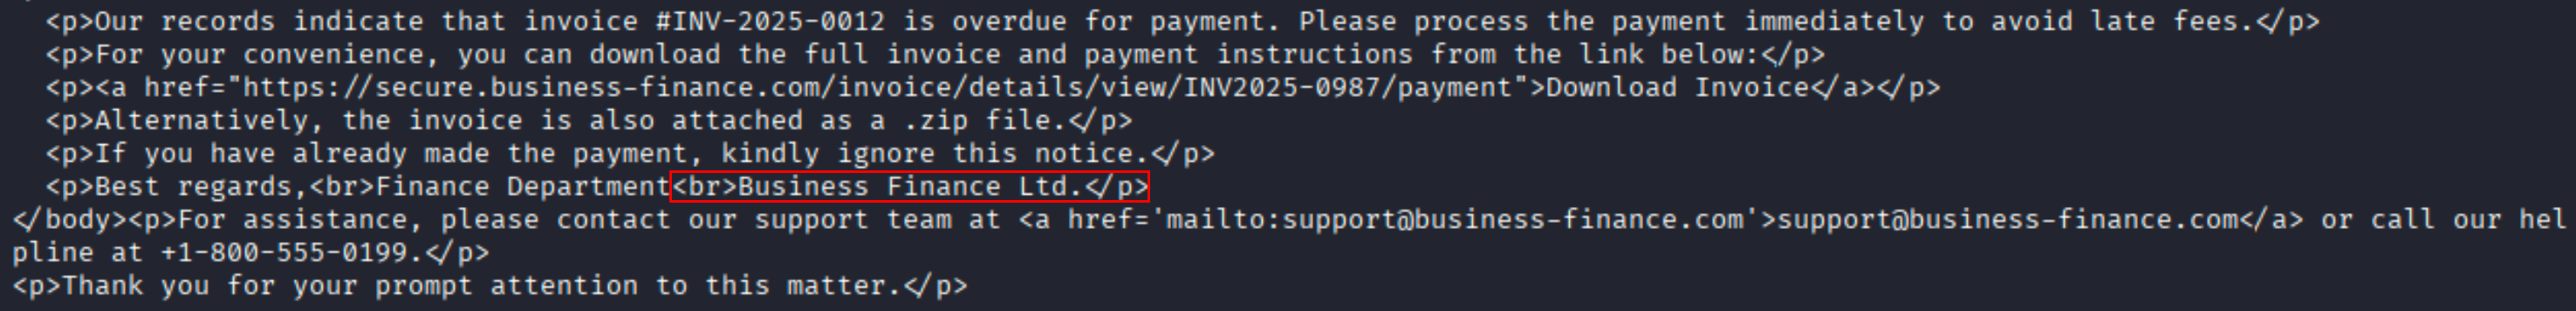 <p>Our records indicate that invoice #INV-2025-0012 is overdue for payment. Please process the payment immediately to avoid late fees.</p>
<p>For your convenience, you can download the full invoice and payment instructions from the link below:</p>
<p><a href="https://secure.business-finance.com/invoice/details/view/INV2025-0987/payment">Download Invoice</a></p>
<p>Alternatively, the invoice is also attached as a .zip file.</p>
<p>If you have already made the payment, kindly ignore this notice.</p>
<p>Best regards,<br>Finance Department<br>Business Finance Ltd.</p>
</body><p>For assistance, please contact our support team at <a href='mailto:support@business-finance.com'>support@business-finance.com</a> or call our hel
pline at +1-800-555-0199.</p>
<p>Thank you for your prompt attention to this matter.</p>